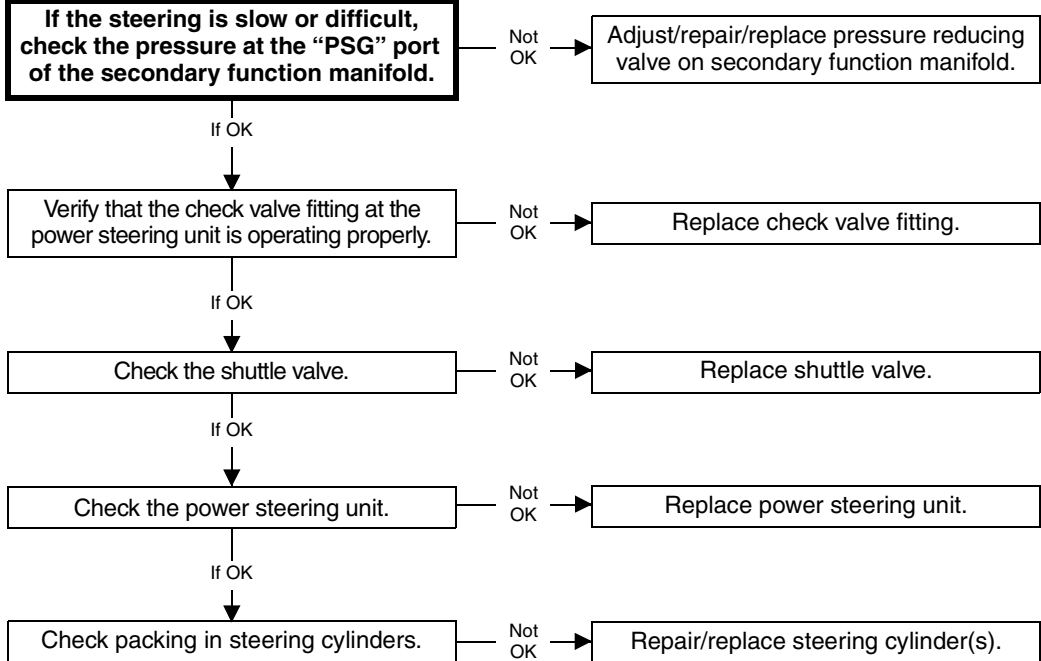 If the steering is slow or difficult,
check the pressure at the “PSG” port
of the secondary function manifold.
Not
OK
Adjust/repair/replace pressure reducing
valve on secondary function manifold.
If OK
Verify that the check valve fitting at the
power steering unit is operating properly.
Not
OK
Replace check valve fitting.
If OK
Check the shuttle valve.
Not
OK
Replace shuttle valve.
If OK
Check the power steering unit.
Not
OK
Replace power steering unit.
If OK
Check packing in steering cylinders.
Not
OK
Repair/replace steering cylinder(s).